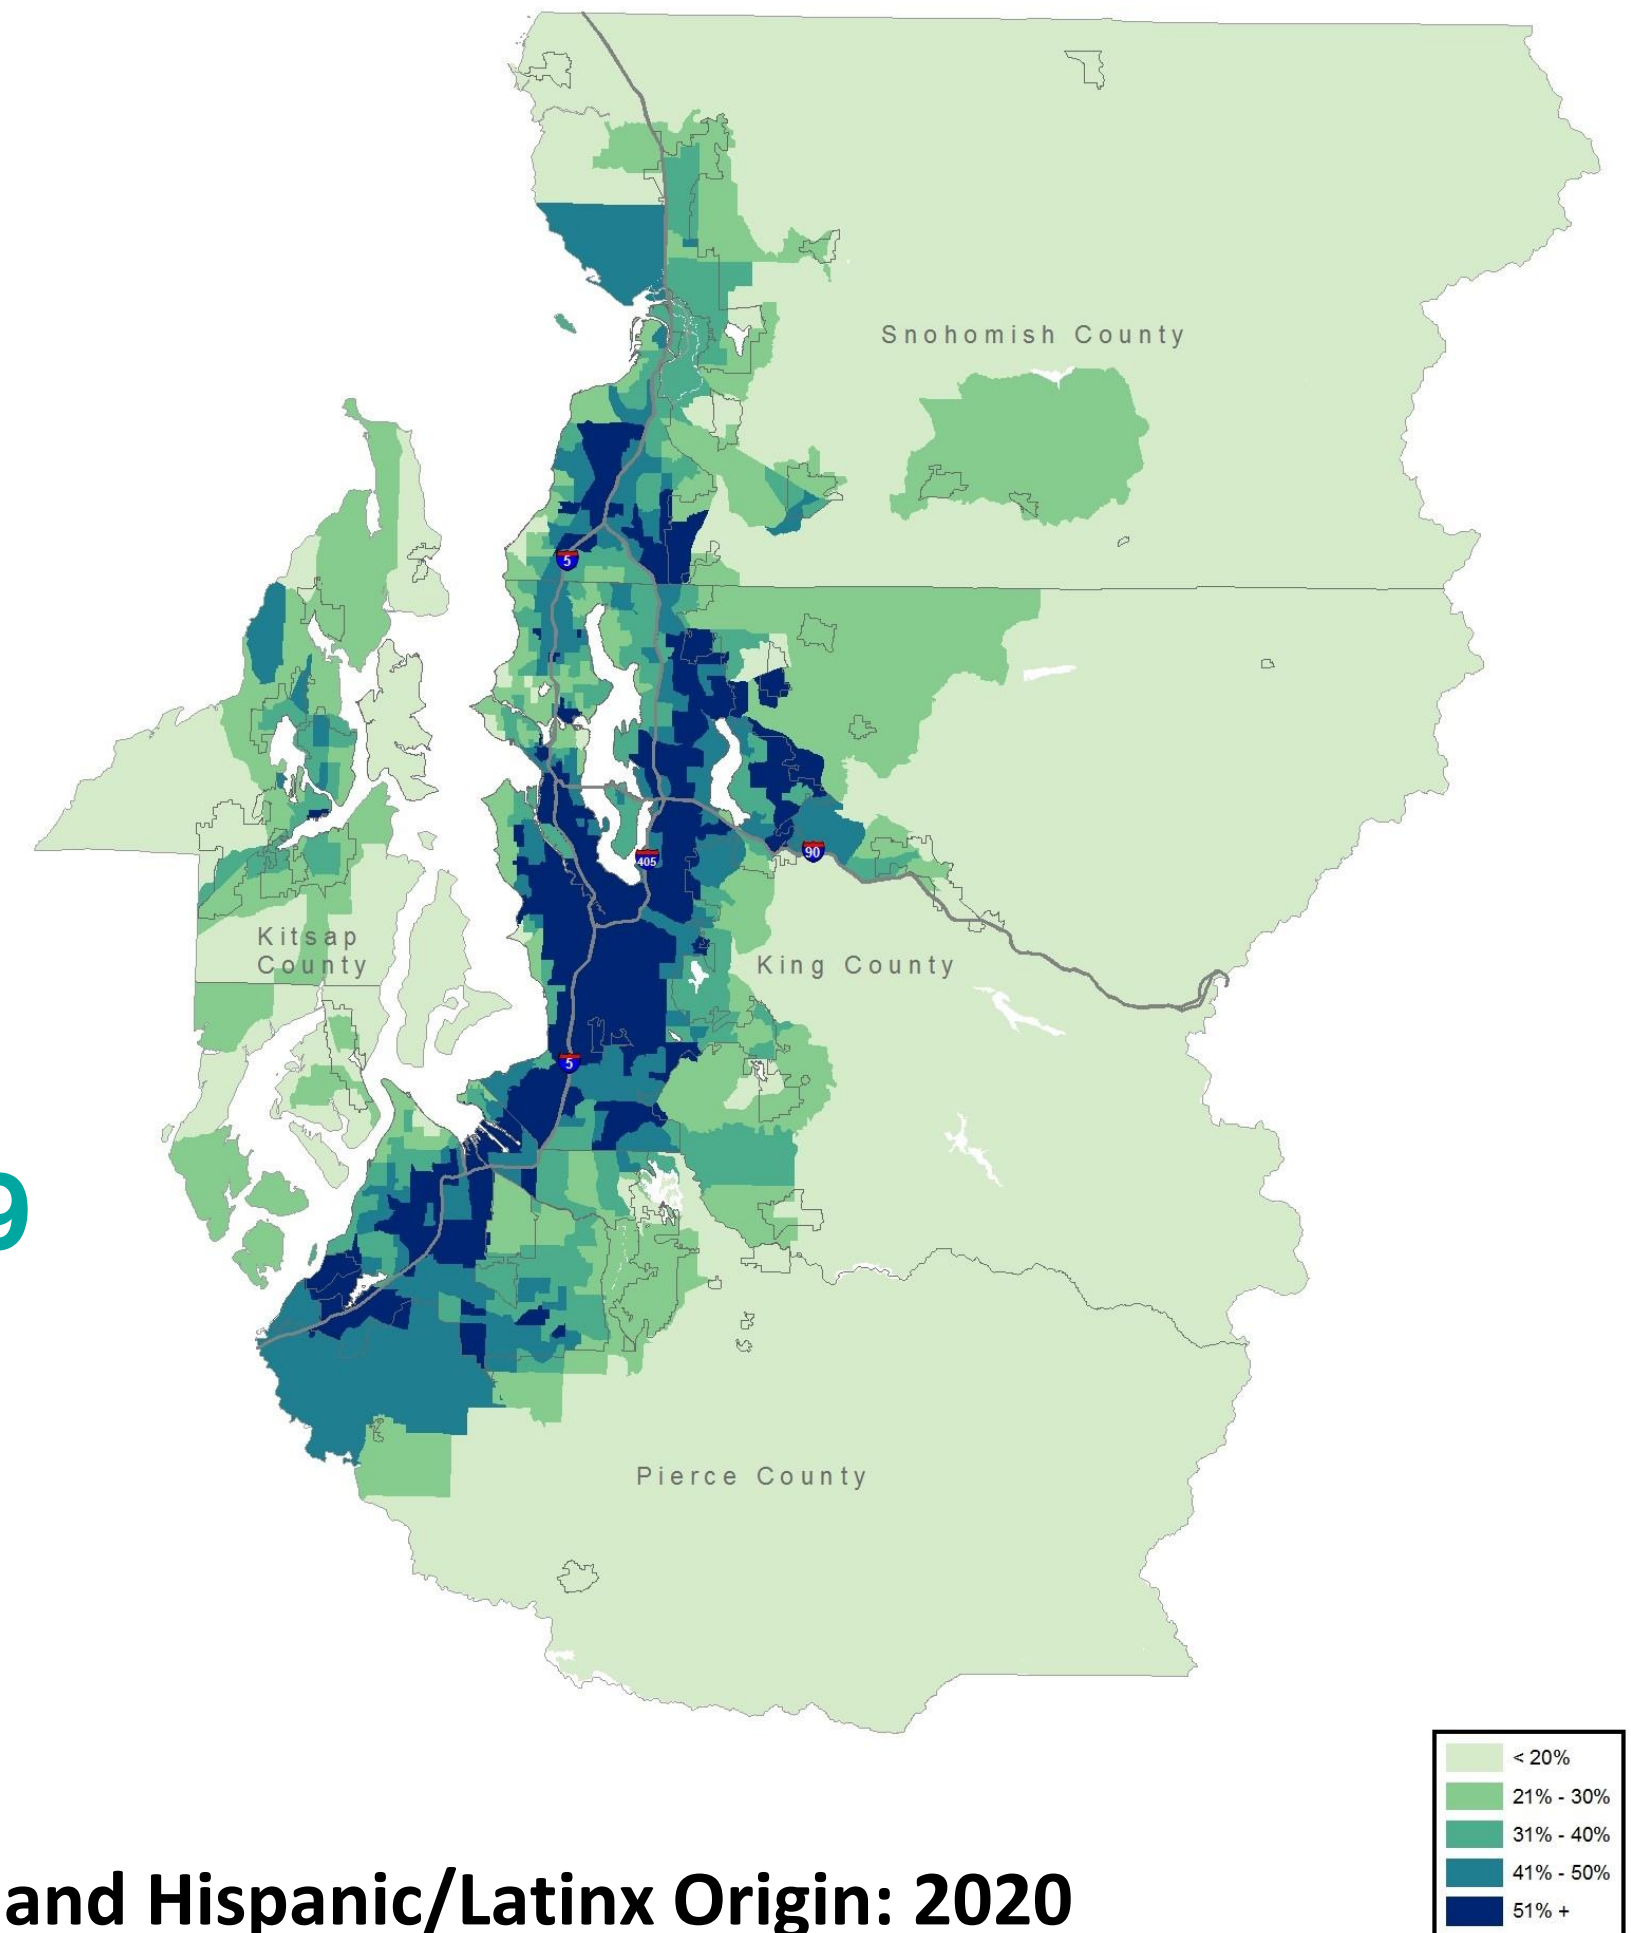 Snohomish County
5
405
90
Kitsap
County
King County
5
9
Pierce County
< 20%
21% - 30%
31% - 40%
41% - 50%
51% +
and Hispanic/Latinx Origin: 2020